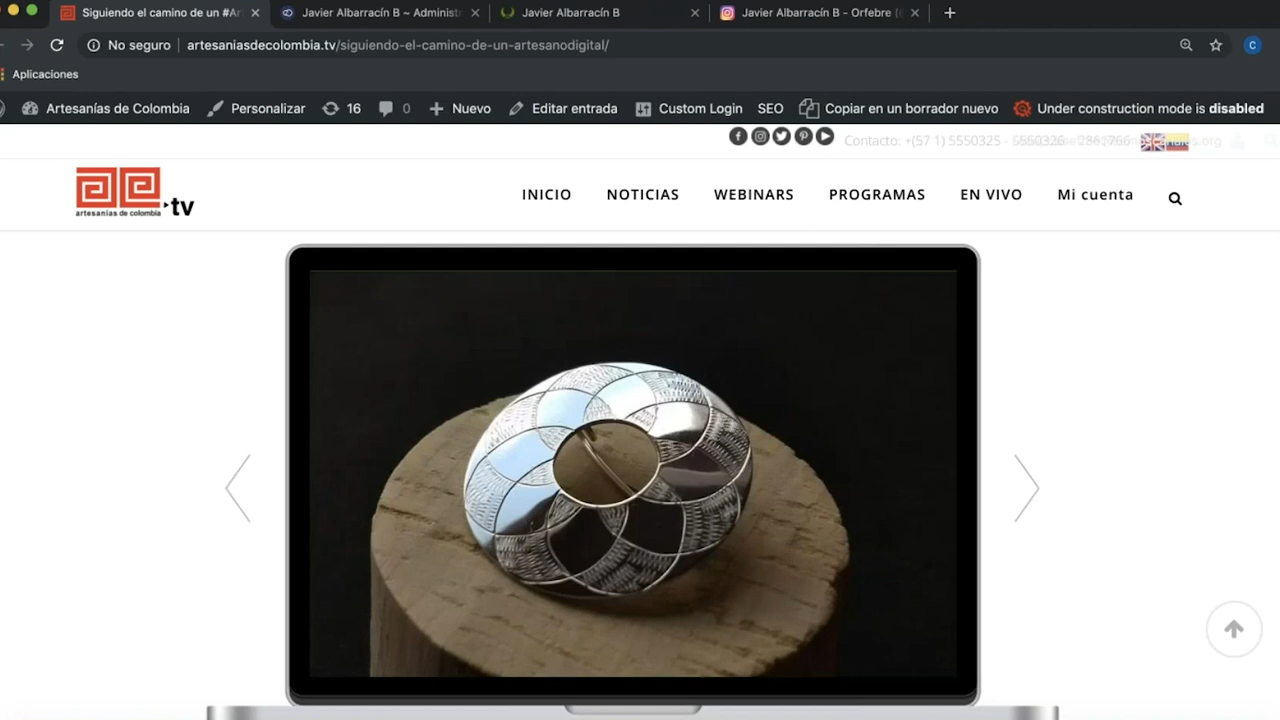 Siguiendo el camino de un #Ar
Javier Albarracín B ~ Administr
Javier Albarracín B
Javier Albarracín B - Orfebre
No seguro
artesaniasdecolombia.tv/siguiendo-el-camino-de-un-artesanodigital/
C
Aplicaciones
Artesanías de Colombia
Personalizar
16
0
Nuevo
Editar entrada
Custom Login
SEO
Copiar en un borrador nuevo
Under construction mode is disabled
Contacto: +(57 1) 5550325 -
artesanías de colombia
tv
INICIO
NOTICIAS
WEBINARS
PROGRAMAS
EN VIVO
Mi cuenta